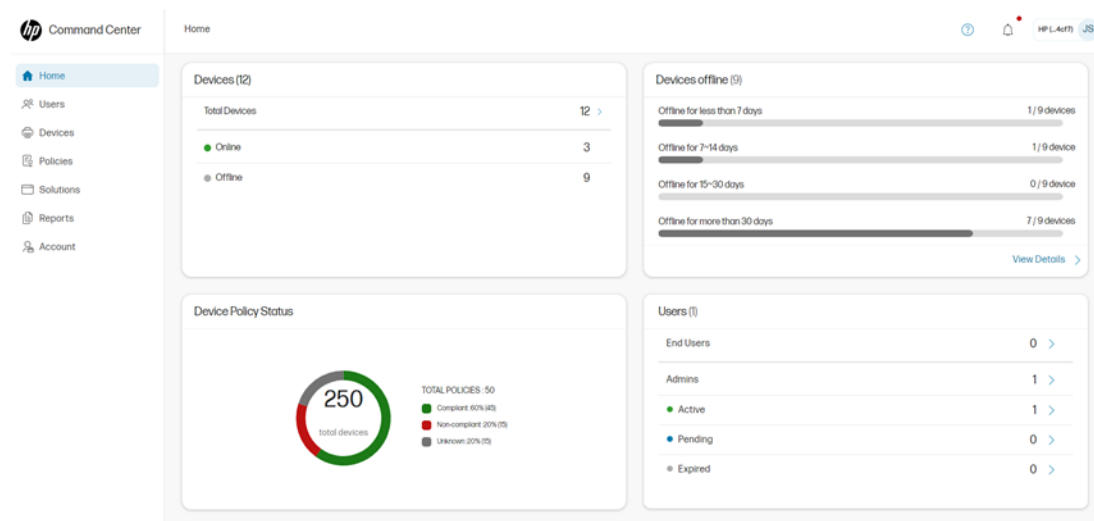 hp Command Center
Home
HP (...4cf7) JS
Home
Users
Devices
Policies
Solutions
Reports
Account
Devices (12)
Total Devices 12
Online 3
Offline 9
Devices offline (9)
Offline for less than 7 days 1 / 9 devices
Offline for 7~14 days 1 / 9 device
Offline for 15~30 days 0 / 9 device
Offline for more than 30 days 7 / 9 devices
View Details
Device Policy Status
250
total devices
TOTAL POLICIES : 50
Compliant: 60% (45)
Non-compliant: 20% (15)
Unknown: 20% (15)
Users (1)
End Users 0
Admins 1
Active 1
Pending 0
Expired 0